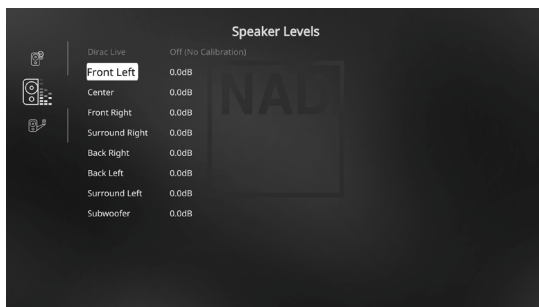 Speaker Levels
Dirac Live Off (No Calibration)
Front Left 0.0dB
Center 0.0dB
Front Right 0.0dB
Surround Right 0.0dB
Back Right 0.0dB
Back Left 0.0dB
Surround Left 0.0dB
Subwoofer 0.0dB
NAD